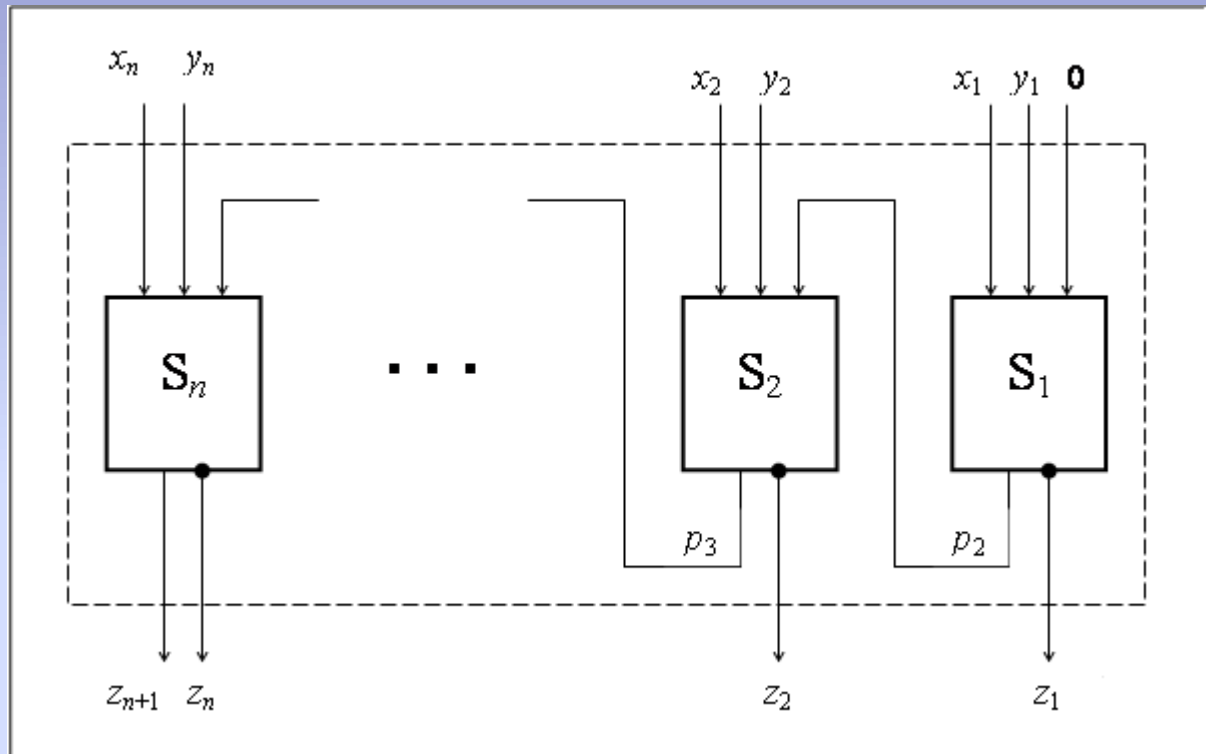 xₙ yₙ x₂ y₂ x₁ y₁ 0
Sₙ . . . S₂ S₁
p₃ p₂
zₙ₊₁ zₙ z₂ z₁